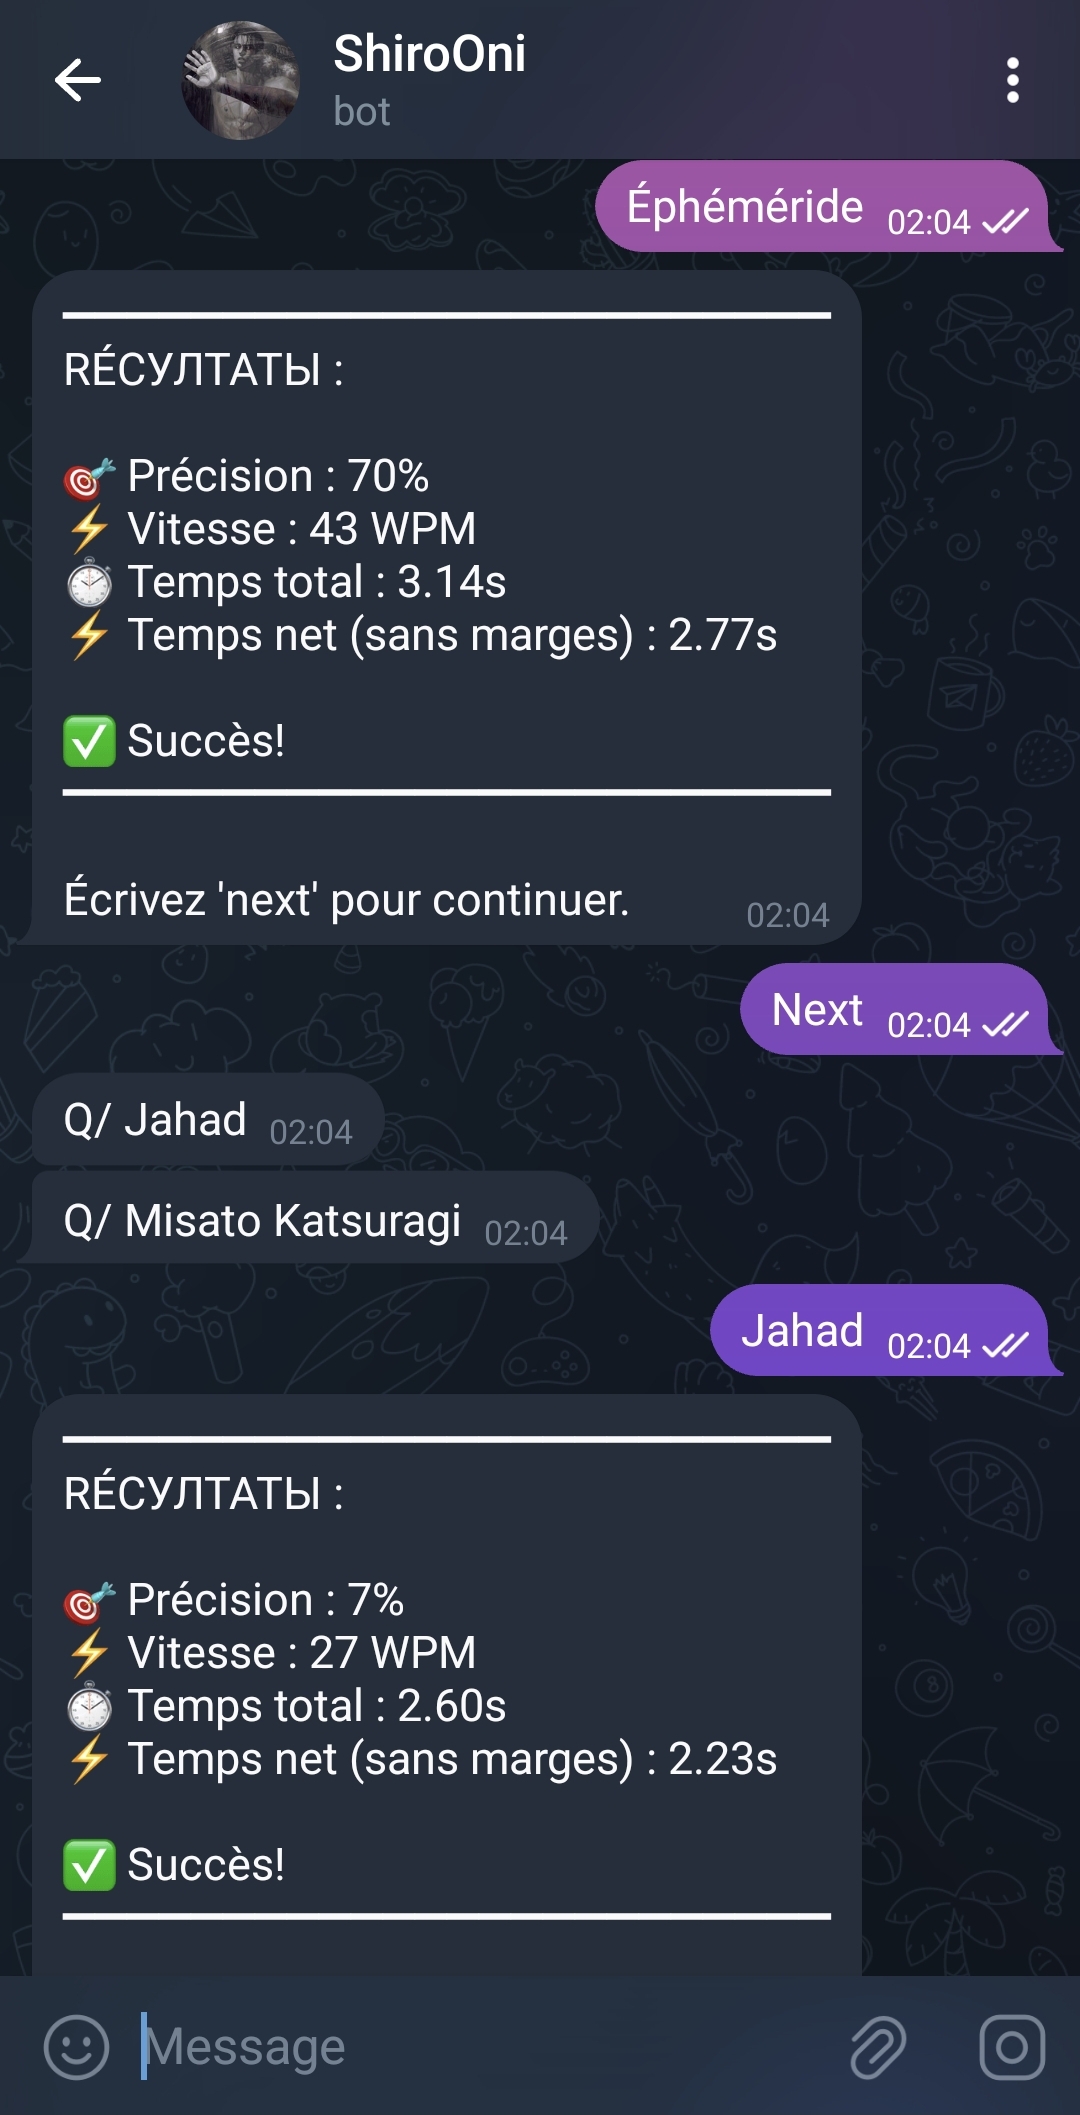 ShiroOni
bot
Éphéméride 02:04
RÉСУЛТАТЫ :
🎯 Précision : 70%
⚡ Vitesse : 43 WPM
⏱ Temps total : 3.14s
⚡ Temps net (sans marges) : 2.77s
✅ Succès!
Écrivez 'next' pour continuer. 02:04
Next 02:04
Q/ Jahad 02:04
Q/ Misato Katsuragi 02:04
Jahad 02:04
RÉСУЛТАТЫ :
🎯 Précision : 7%
⚡ Vitesse : 27 WPM
⏱ Temps total : 2.60s
⚡ Temps net (sans marges) : 2.23s
✅ Succès!
Message